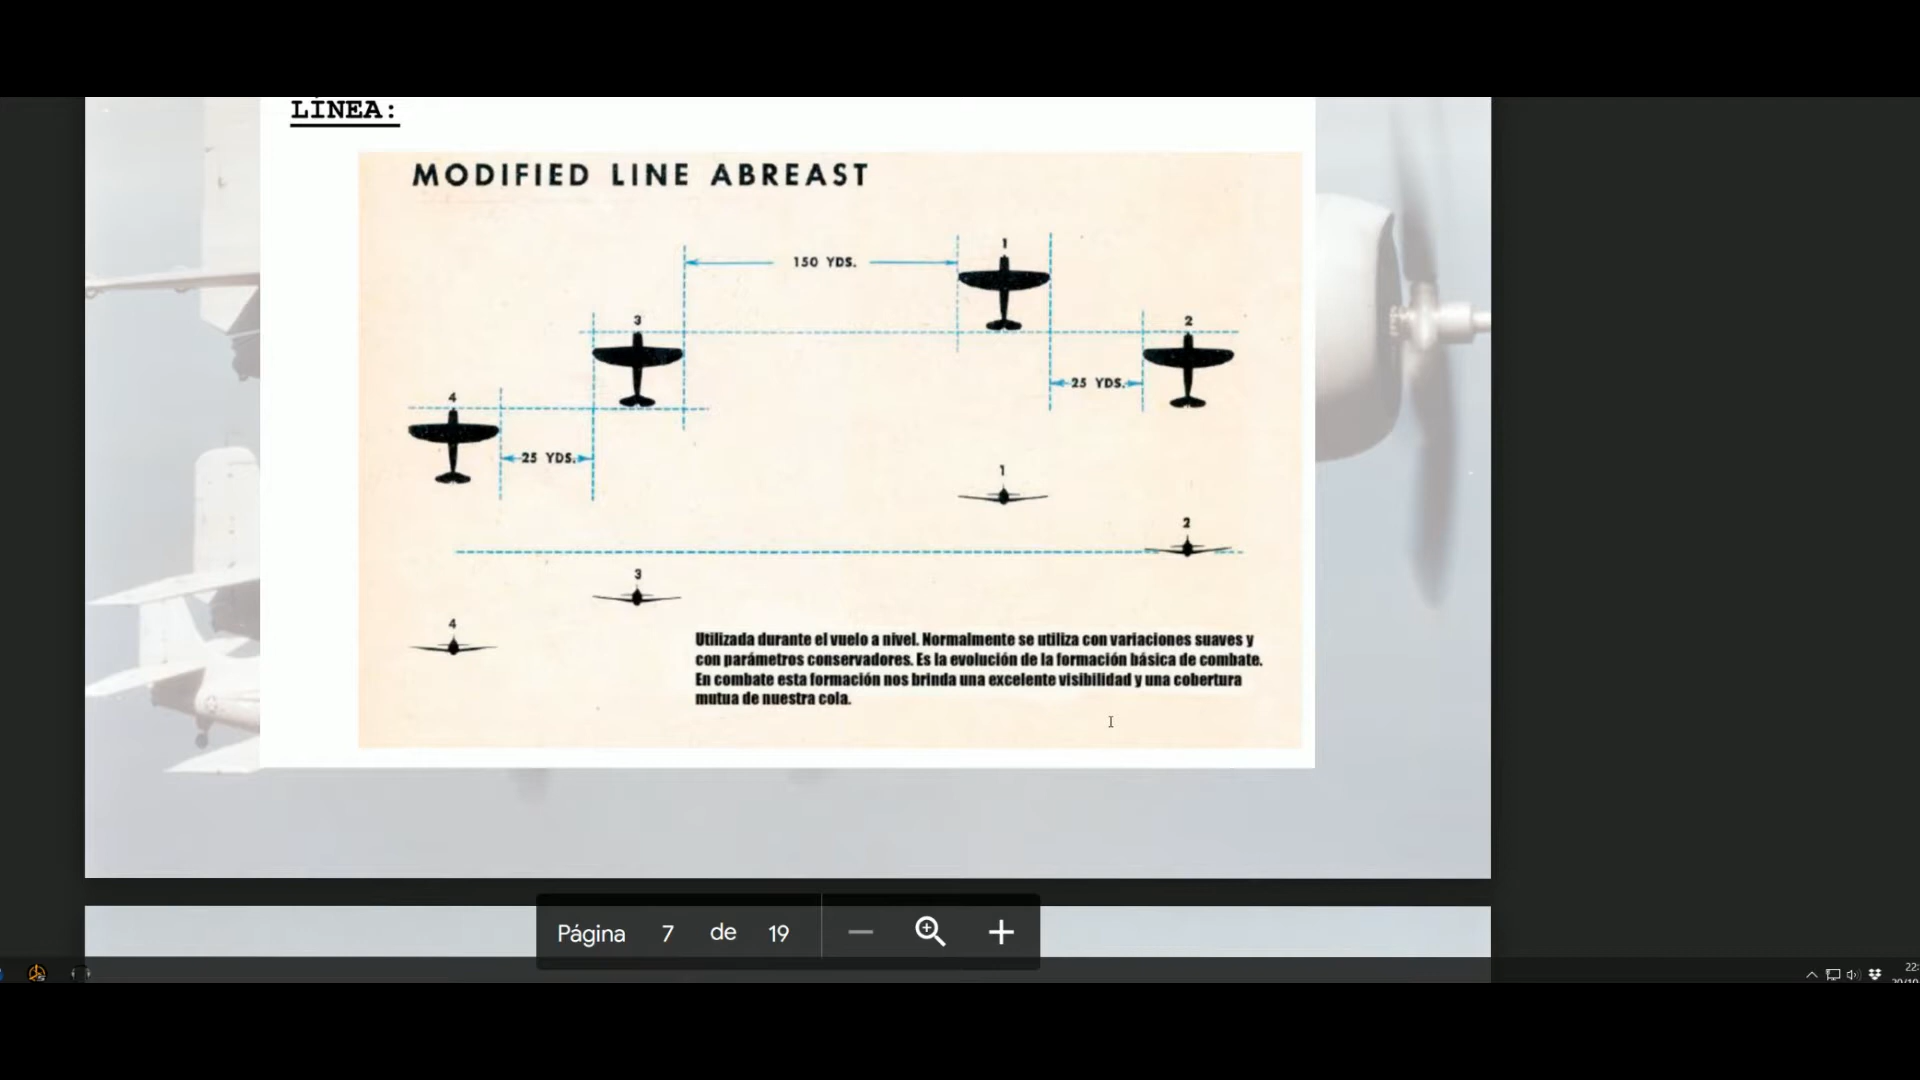 LÍNEA:
MODIFIED LINE ABREAST
1
150 YDS.
3
2
25 YDS.
4
25 YDS.
1
2
3
4
Utilizada durante el vuelo a nivel. Normalmente se utiliza con variaciones suaves y
con parámetros conservadores. Es la evolución de la formación básica de combate.
En combate esta formación nos brinda una excelente visibilidad y una cobertura
mutua de nuestra cola.
Página 7 de 19